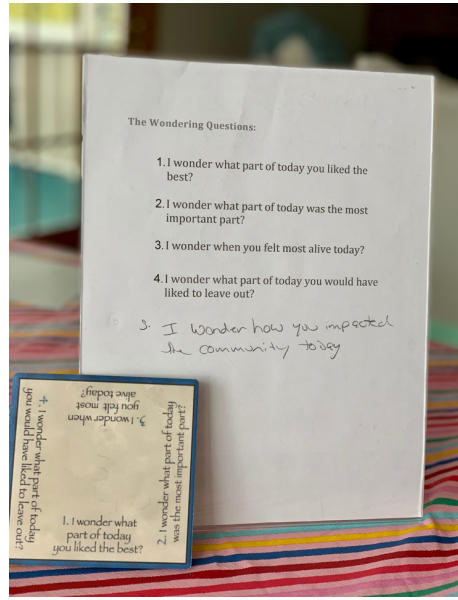 The Wondering Questions:
1. I wonder what part of today you liked the
best?
2. I wonder what part of today was the most
important part?
3. I wonder when you felt most alive today?
4. I wonder what part of today you would have
liked to leave out?
5. I wonder how you impacted
the community today
1. I wonder what
part of today
you liked the best?
2. I wonder what part of today
was the most important part?
3. I wonder when
you felt most
alive today?
4. I wonder what part of today
you would have liked to leave out?